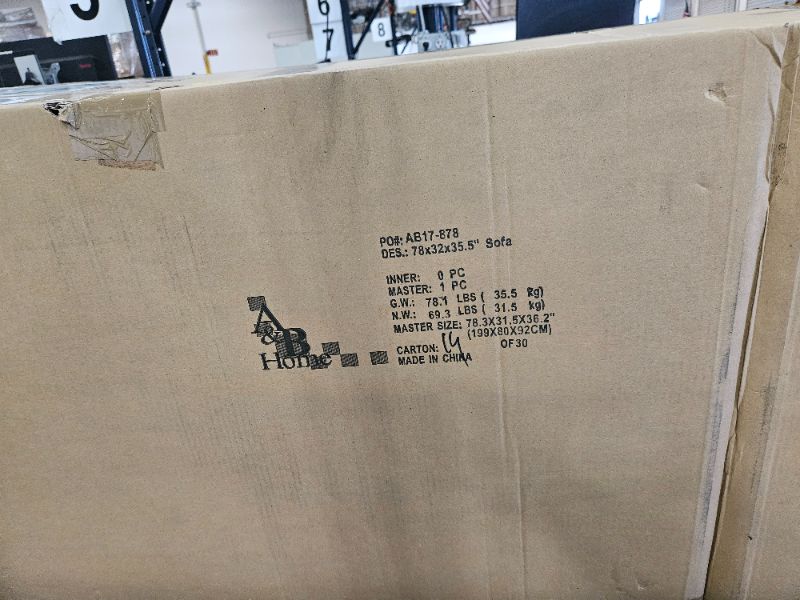 5
6
7
8
PO#: AB17-878
DES.: 78x32x35.5" Sofa
INNER: 0 PC
MASTER: 1 PC
G.W.: 78.1 LBS ( 35.5 kg)
N.W.: 69.3 LBS ( 31.5 kg)
MASTER SIZE: 78.3X31.5X36.2"
(199X80X92CM)
CARTON: 14 OF30
MADE IN CHINA
A
&B
Home